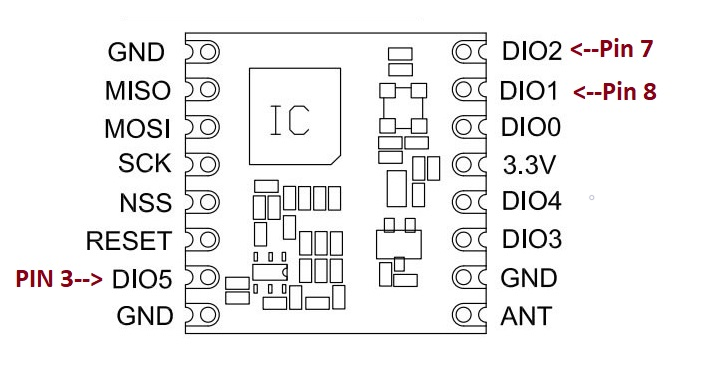 GND
MISO
MOSI
SCK
NSS
RESET
PIN 3--> DIO5
GND
IC
DIO2 <--Pin 7
DIO1 <--Pin 8
DIO0
3.3V
DIO4
DIO3
GND
ANT